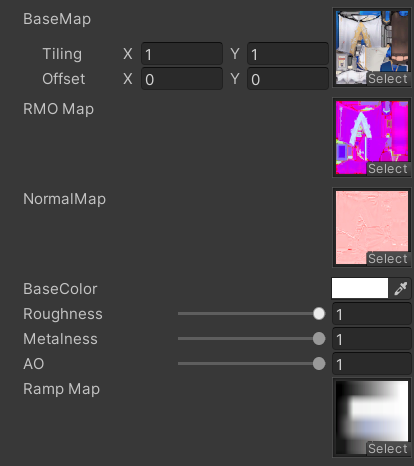 BaseMap
Tiling X 1 Y 1
Offset X 0 Y 0
Select
RMO Map
Select
NormalMap
Select
BaseColor
Roughness 1
Metalness 1
AO 1
Ramp Map
Select